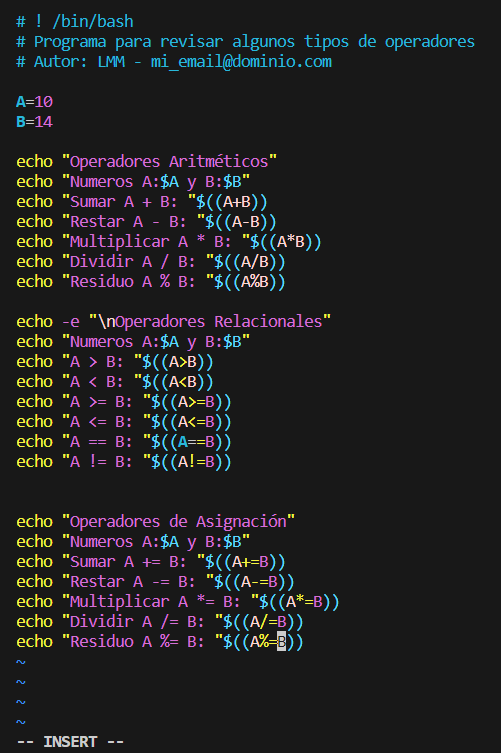 # ! /bin/bash
# Programa para revisar algunos tipos de operadores
# Autor: LMM - mi_email@dominio.com
A=10
B=14
echo "Operadores Aritméticos"
echo "Numeros A:$A y B:$B"
echo "Sumar A + B: "$((A+B))
echo "Restar A - B: "$((A-B))
echo "Multiplicar A * B: "$((A*B))
echo "Dividir A / B: "$((A/B))
echo "Residuo A % B: "$((A%B))
echo -e "\nOperadores Relacionales"
echo "Numeros A:$A y B:$B"
echo "A > B: "$((A>B))
echo "A < B: "$((A<B))
echo "A >= B: "$((A>=B))
echo "A <= B: "$((A<=B))
echo "A == B: "$((A==B))
echo "A != B: "$((A!=B))
echo "Operadores de Asignación"
echo "Numeros A:$A y B:$B"
echo "Sumar A += B: "$((A+=B))
echo "Restar A -= B: "$((A-=B))
echo "Multiplicar A *= B: "$((A*=B))
echo "Dividir A /= B: "$((A/=B))
echo "Residuo A %= B: "$((A%=B))
~
~
~
~
-- INSERT --